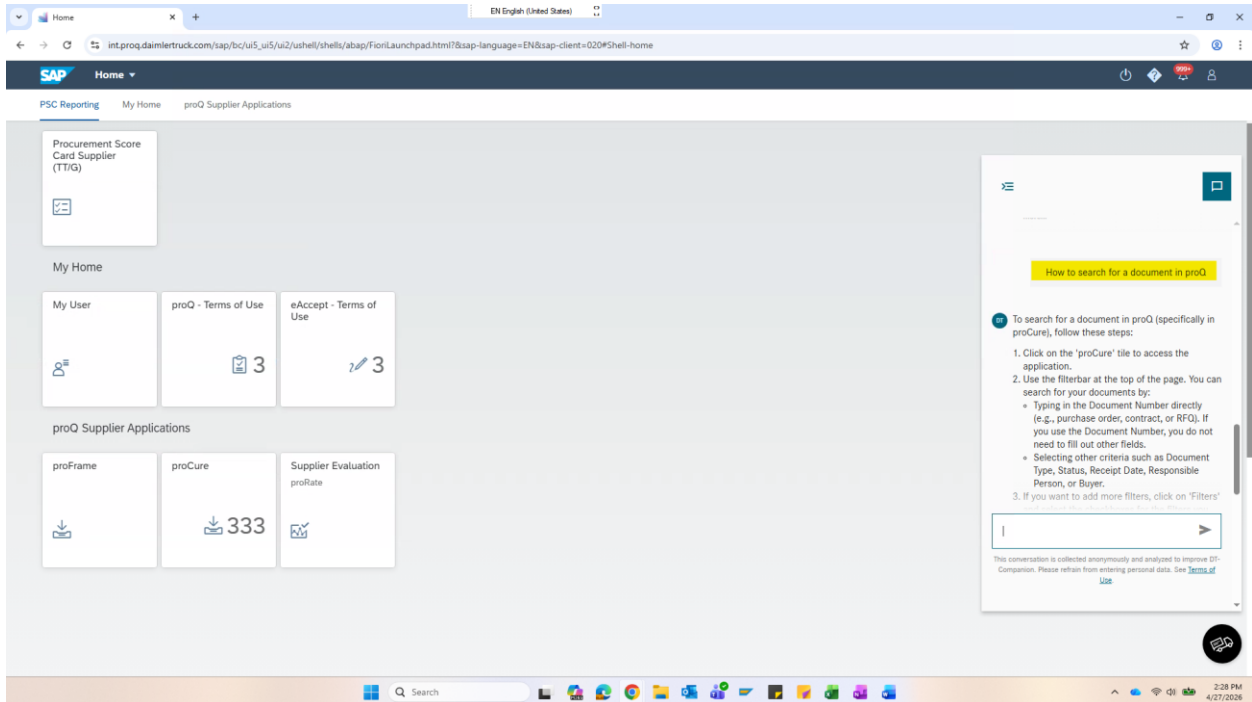 EN English (United States)
Home
int.proq.daimlertruck.com/sap/bc/ui5_ui5/ui2/ushell/shells/abap/FioriLaunchpad.html?&sap-language=EN&sap-client=020#Shell-home
SAP Home
999+
PSC Reporting My Home proQ Supplier Applications
Procurement Score
Card Supplier
(TT/G)
My Home
My User
proQ - Terms of Use
3
eAccept - Terms of
Use
3
proQ Supplier Applications
proFrame
proCure
333
Supplier Evaluation
proRate
How to search for a document in proQ
DT
To search for a document in proQ (specifically in
proCure), follow these steps:
1. Click on the 'proCure' tile to access the
application.
2. Use the filterbar at the top of the page. You can
search for your documents by:
Typing in the Document Number directly
(e.g., purchase order, contract, or RFQ). If
you use the Document Number, you do not
need to fill out other fields.
Selecting other criteria such as Document
Type, Status, Receipt Date, Responsible
Person, or Buyer.
3. If you want to add more filters, click on 'Filters'
This conversation is collected anonymously and analyzed to improve DT-
Companion. Please refrain from entering personal data. See Terms of
Use.
Search
2:28 PM
4/27/2026